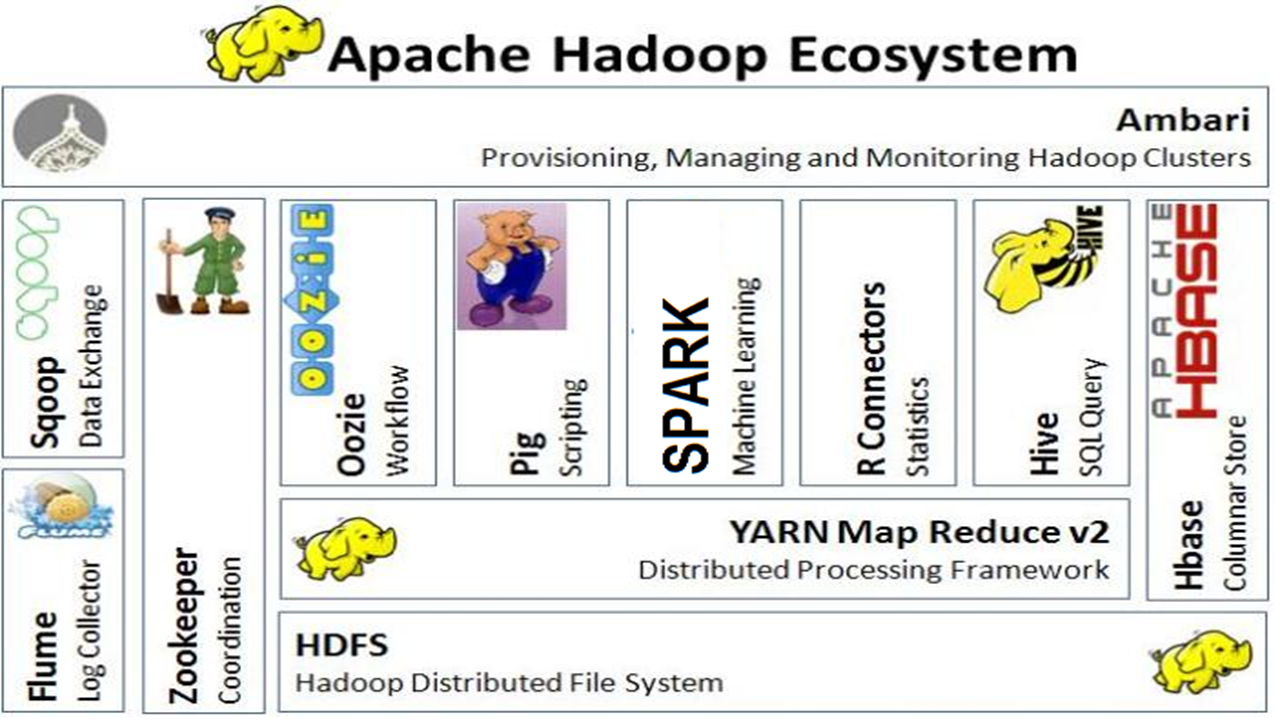 Apache Hadoop Ecosystem
Ambari
Provisioning, Managing and Monitoring Hadoop Clusters
Sqoop
Data Exchange
Flume
FLUME
Log Collector
Zookeeper
Coordination
OOZIE
Oozie
Workflow
Pig
Scripting
SPARK
Machine Learning
R Connectors
Statistics
HIVE
Hive
SQL Query
APACHE
HBASE
Hbase
Columnar Store
YARN Map Reduce v2
Distributed Processing Framework
HDFS
Hadoop Distributed File System